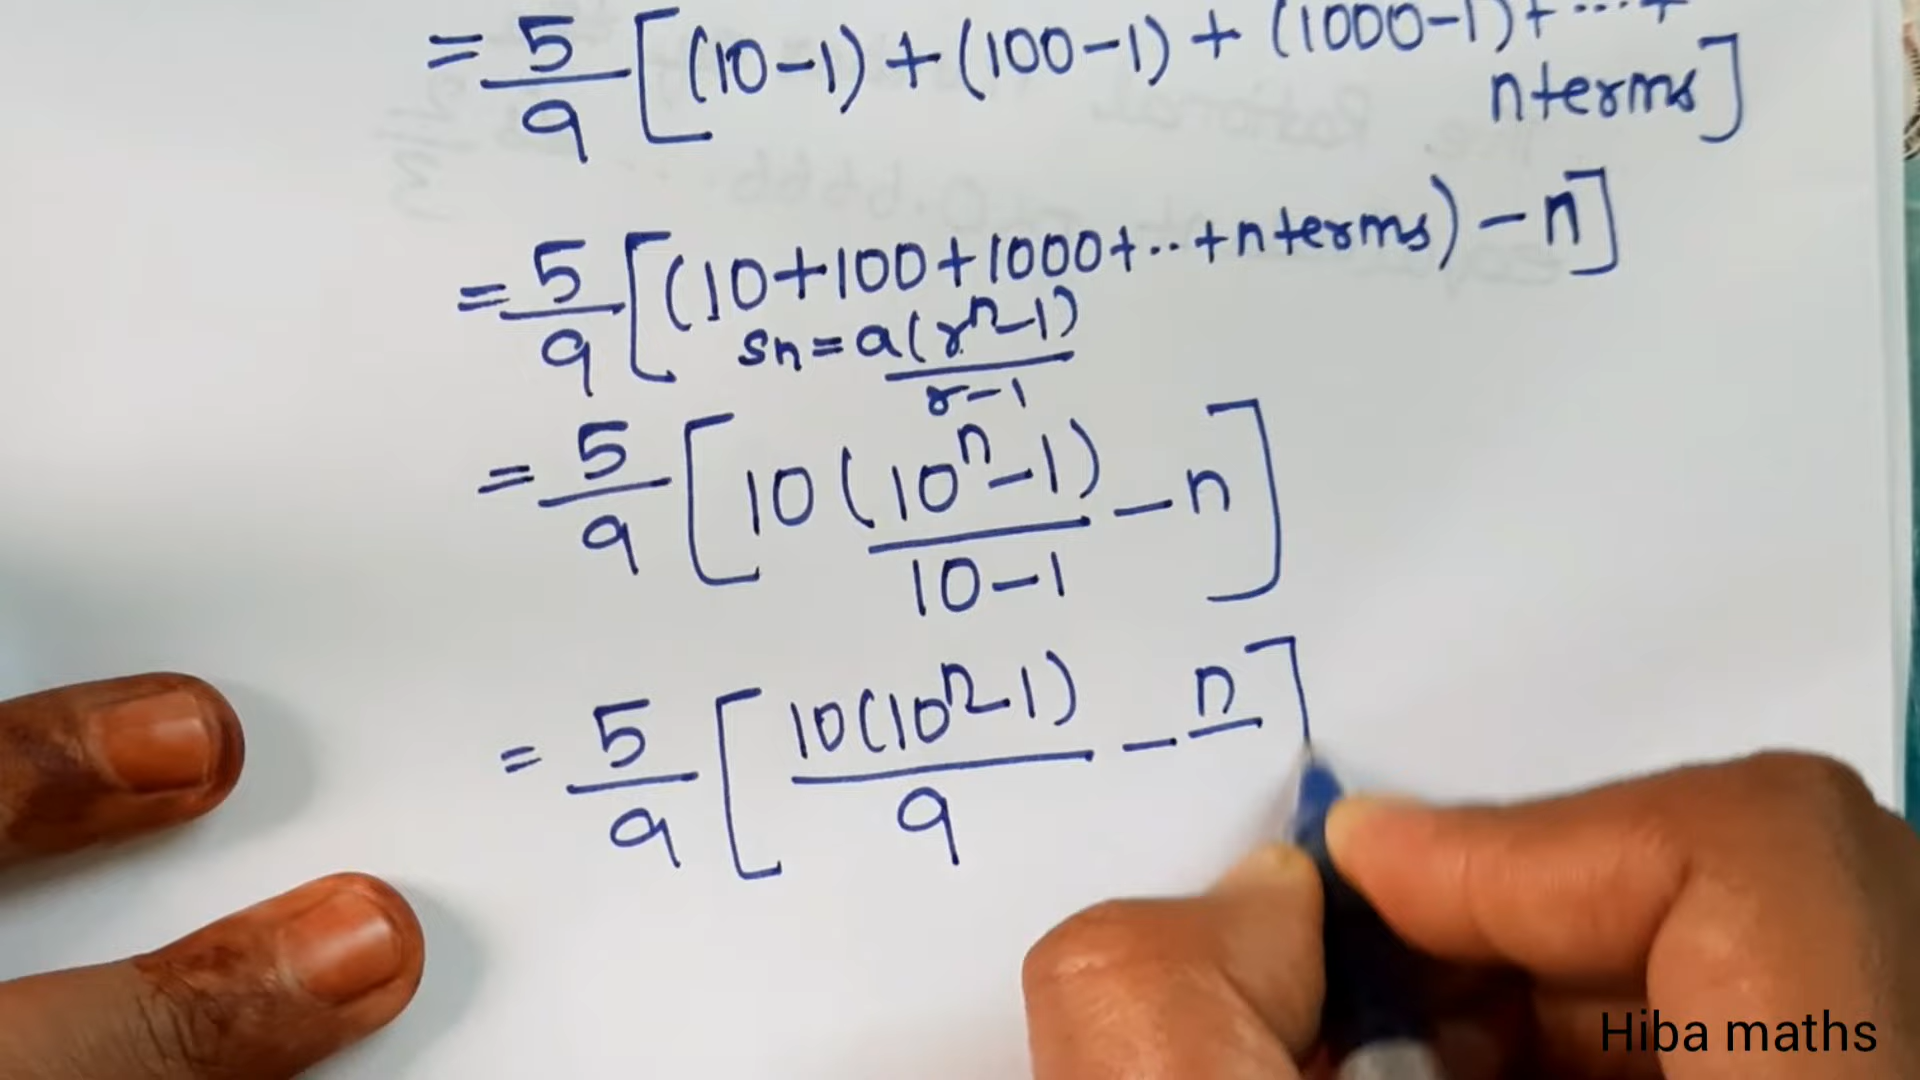 = 5/9 [(10-1)+(100-1)+(1000-1)+...+
n terms]
= 5/9 [(10+100+1000+..+n terms) - n]
Sn = a(r^n-1)/r-1
= 5/9 [10(10^n-1)/10-1 - n]
= 5/9 [10(10^n-1)/9 - n/]
Hiba maths